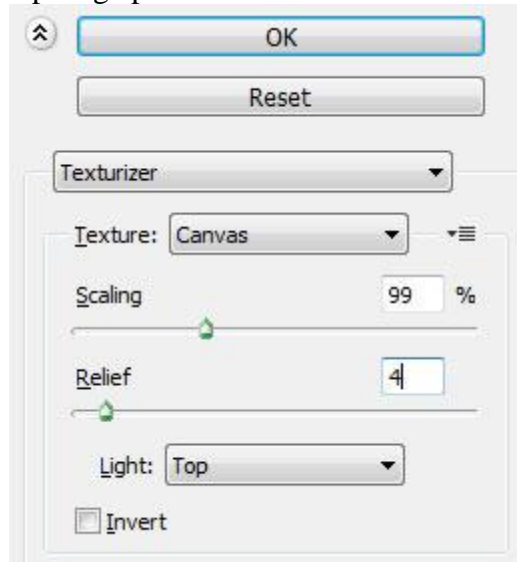 OK
Reset
Texturizer
Texture: Canvas
Scaling 99 %
Relief 4
Light: Top
Invert